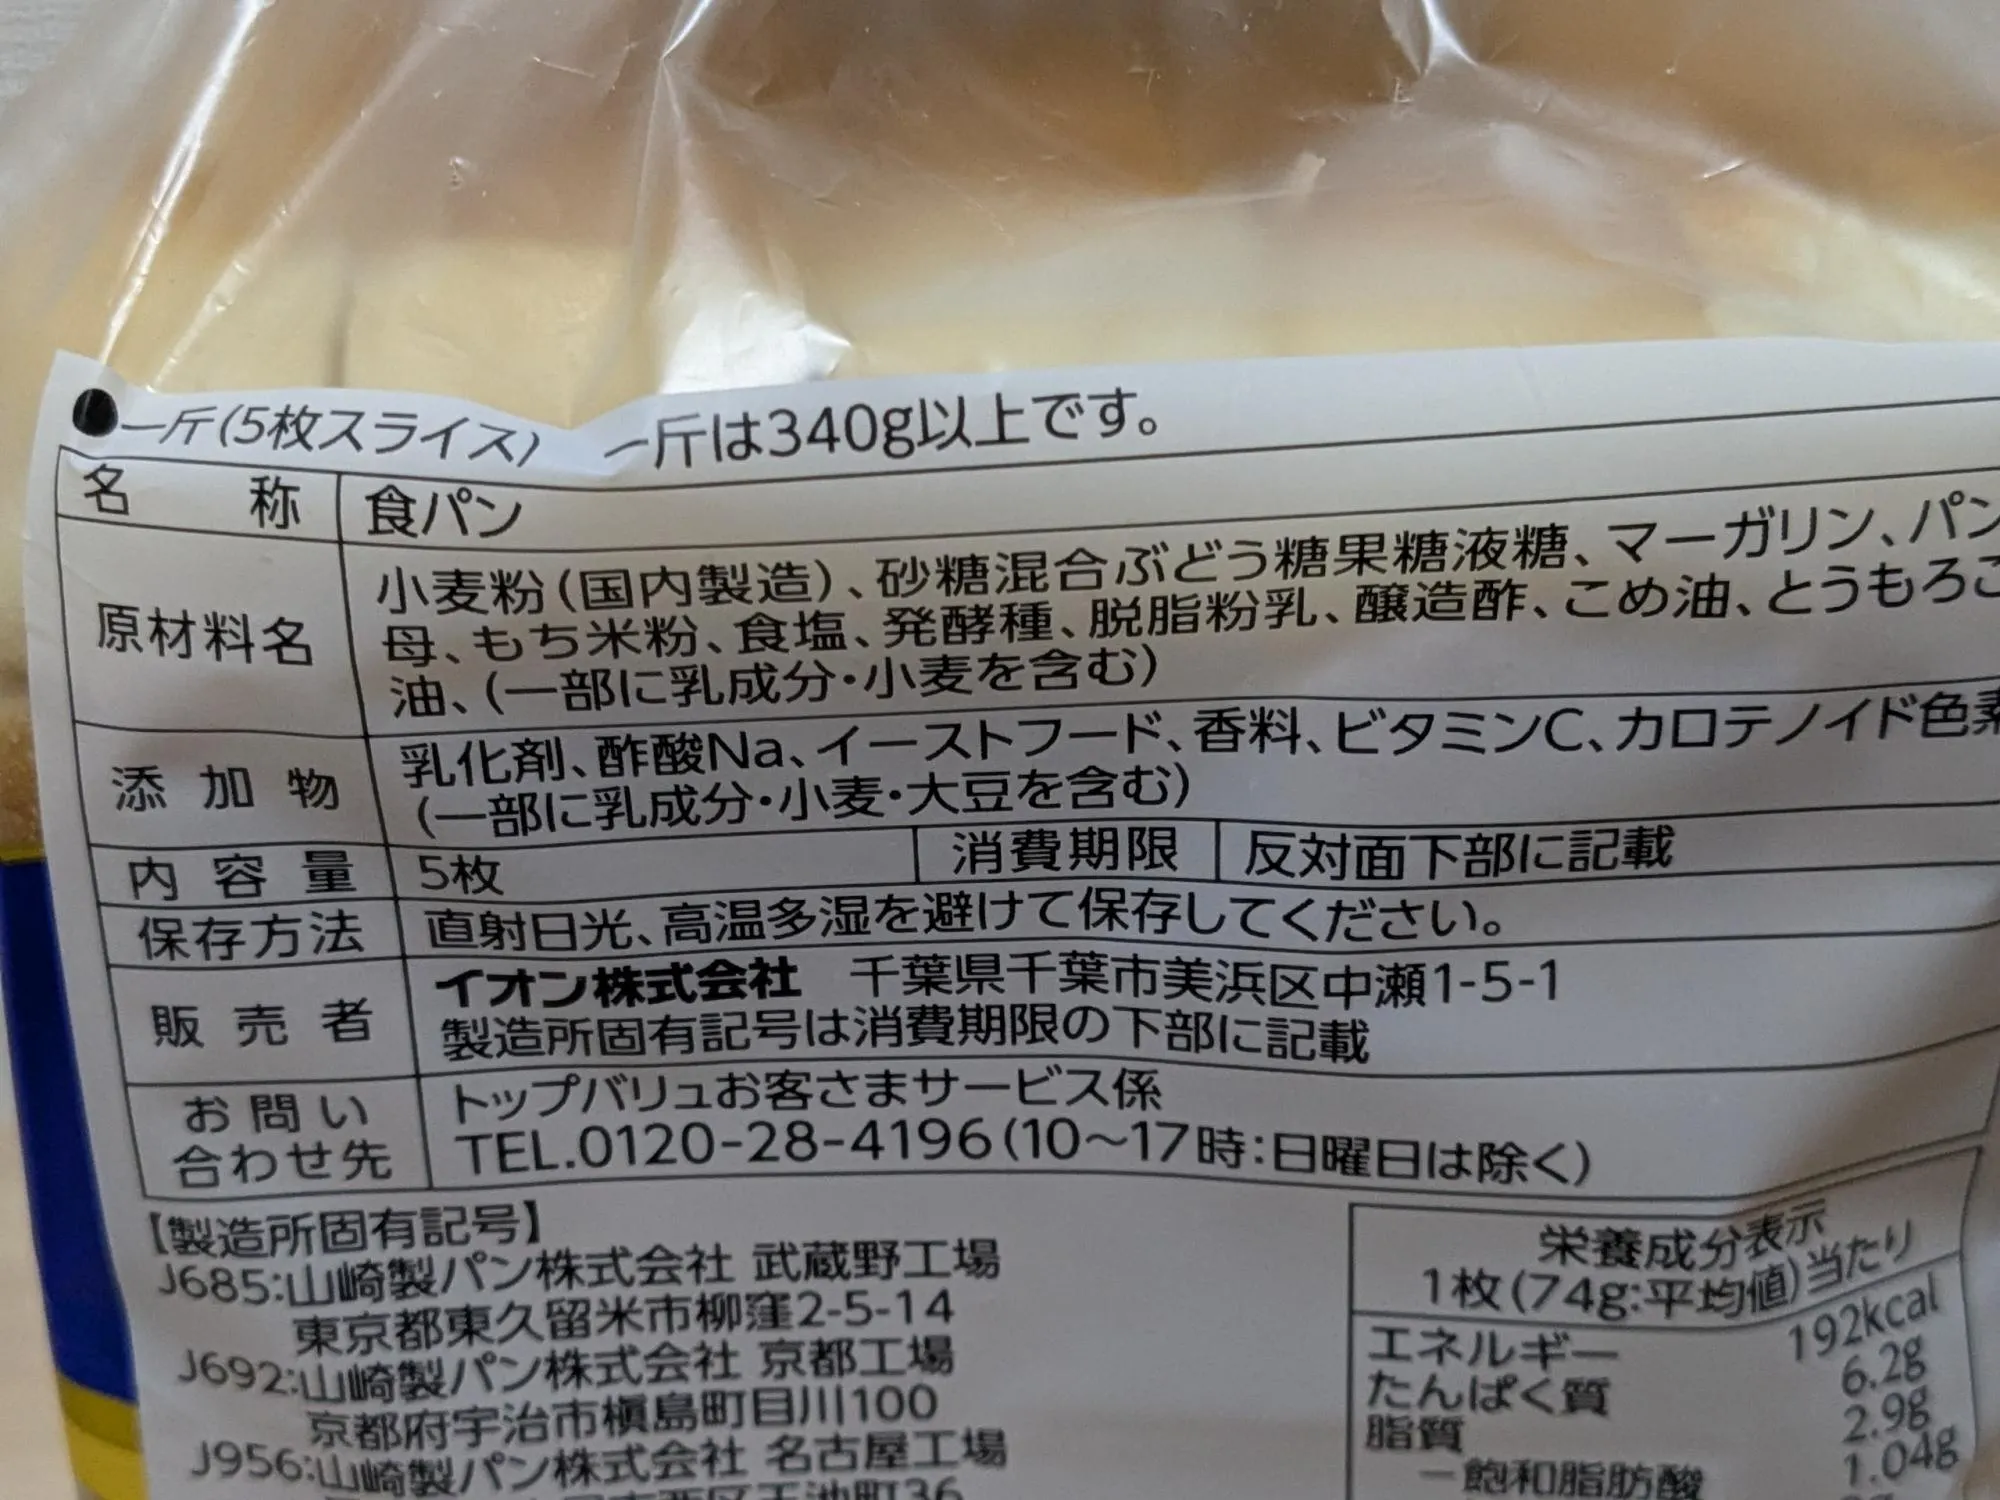 ●一斤(5枚スライス) 一斤は340g以上です。
名称 食パン
原材料名 小麦粉(国内製造)、砂糖混合ぶどう糖果糖液糖、マーガリン、パン
母、もち米粉、食塩、発酵種、脱脂粉乳、醸造酢、こめ油、とうもろこ
油、(一部に乳成分・小麦を含む)
添加物 乳化剤、酢酸Na、イーストフード、香料、ビタミンC、カロテノイド色素
(一部に乳成分・小麦・大豆を含む)
内容量 5枚 消費期限 反対面下部に記載
保存方法 直射日光、高温多湿を避けて保存してください。
販売者 イオン株式会社 千葉県千葉市美浜区中瀬1-5-1
製造所固有記号は消費期限の下部に記載
お問い合わせ先 トップバリュお客さまサービス係
TEL.0120-28-4196(10〜17時:日曜日は除く)
【製造所固有記号】
J685:山崎製パン株式会社 武蔵野工場
東京都東久留米市柳窪2-5-14
J692:山崎製パン株式会社 京都工場
京都府宇治市槇島町目川100
J956:山崎製パン株式会社 名古屋工場
町36
栄養成分表示
1枚(74g:平均値)当たり
エネルギー 192kcal
たんぱく質 6.2g
脂質 2.9g
−飽和脂肪酸 1.04g